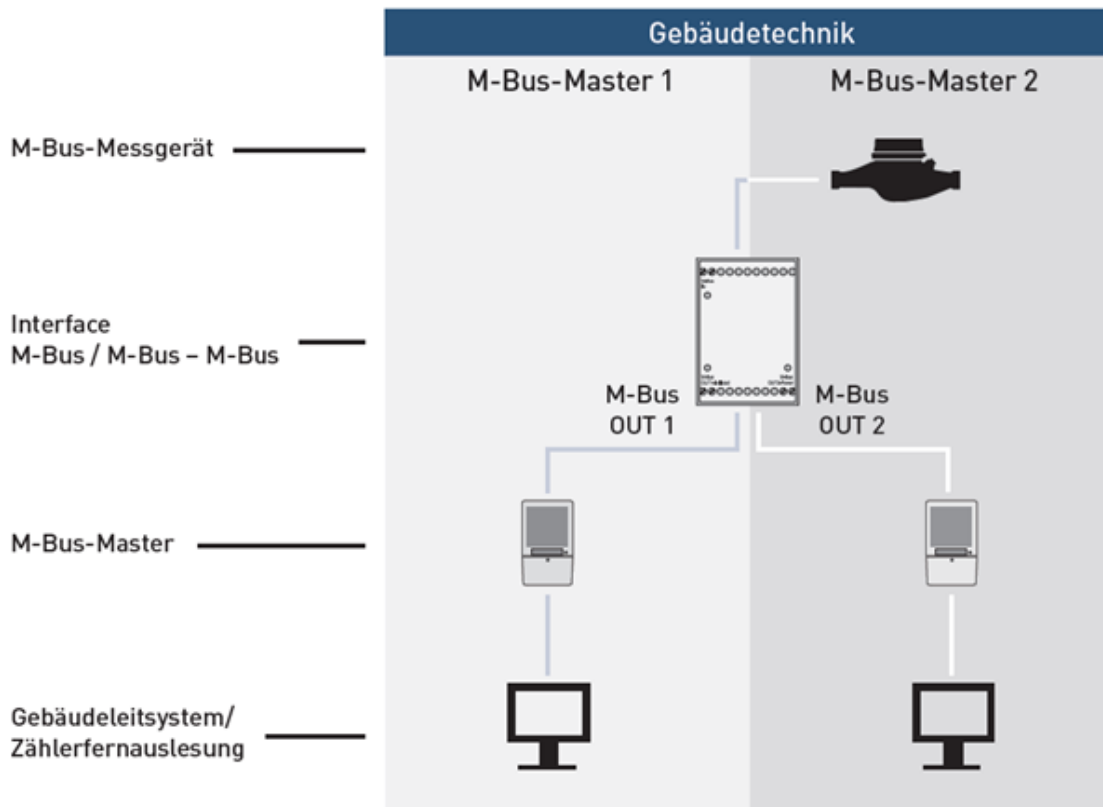 Gebäudetechnik
M-Bus-Master 1
M-Bus-Master 2
M-Bus-Messgerät
Interface
M-Bus / M-Bus – M-Bus
M-Bus
OUT 1
M-Bus
OUT 2
M-Bus-Master
Gebäudeleitsystem/
Zählerfernauslesung